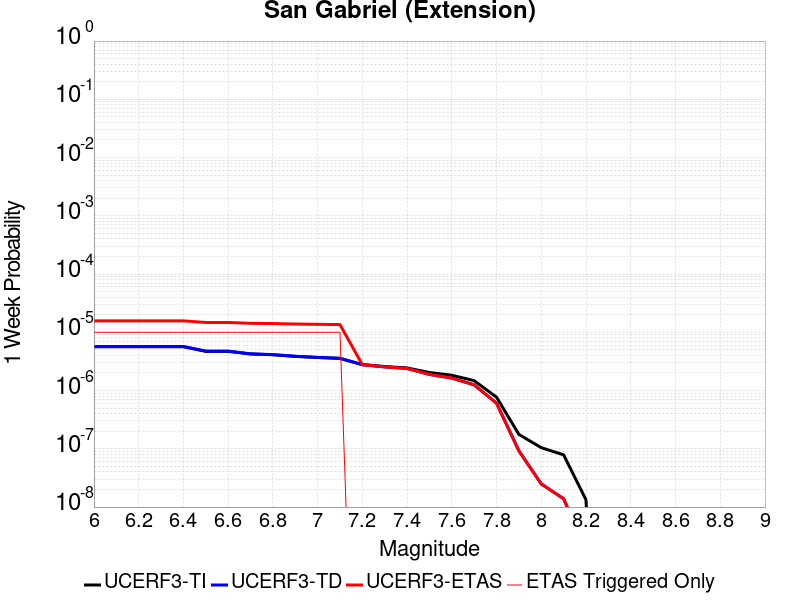 San Gabriel (Extension)
10^0
10^-1
10^-2
10^-3
10^-4
10^-5
10^-6
10^-7
10^-8
1 Week Probability
6 6.2 6.4 6.6 6.8 7 7.2 7.4 7.6 7.8 8 8.2 8.4 8.6 8.8 9
Magnitude
UCERF3-TI UCERF3-TD UCERF3-ETAS ETAS Triggered Only